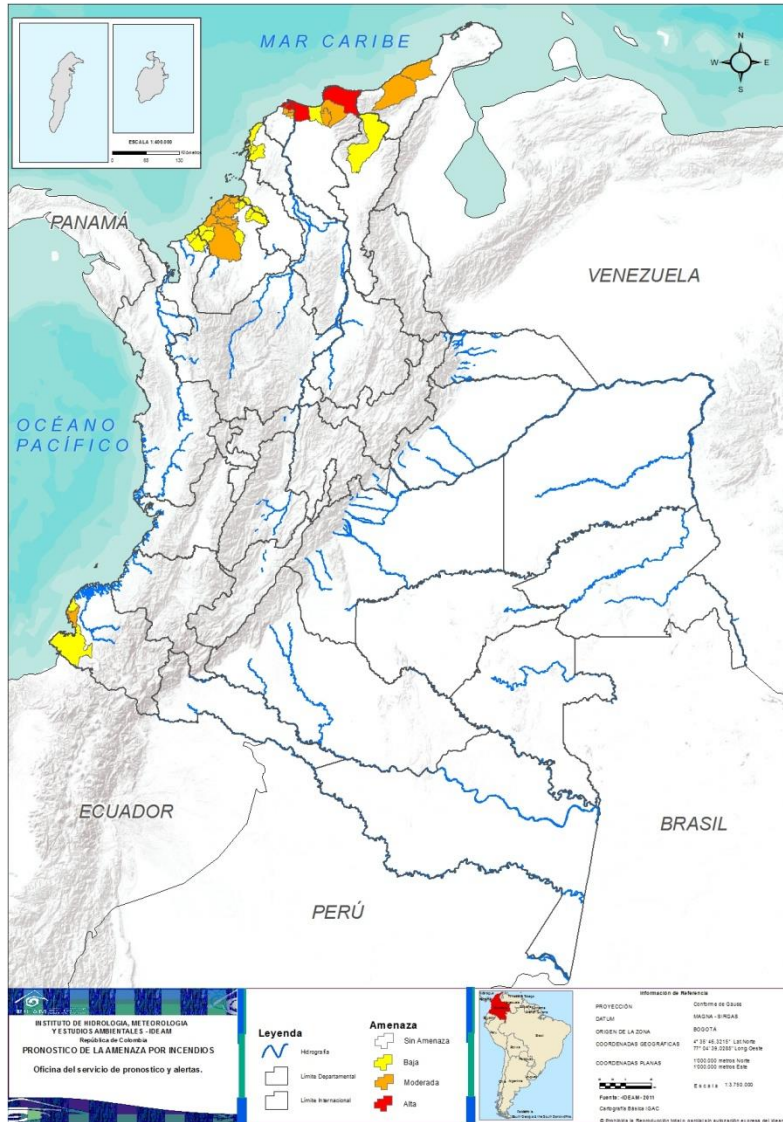 MAR CARIBE
N
W E
S
ESCALA 1:400.000
PANAMÁ
VENEZUELA
OCÉANO
PACÍFICO
ECUADOR
BRASIL
PERÚ
INSTITUTO DE HIDROLOGIA, METEOROLOGIA
Y ESTUDIOS AMBIENTALES - IDEAM
República de Colombia
PRONOSTICO DE LA AMENAZA POR INCENDIOS
Oficina del servicio de pronostico y alertas.
Leyenda
Hidrografía
Límite Departamental
Límite Internacional
Amenaza
Sin Amenaza
Baja
Moderada
Alta
Información de Referencia
PROYECCIÓN Conforme de Gauss
DATUM MAGNA - SIRGAS
ORIGEN DE LA ZONA BOGOTÁ
COORDENADAS GEOGRÁFICAS
COORDENADAS PLANAS 1'000.000 metros Norte
1'000.000 metros Este
Escala 1:3.750.000
Fuente: -IDEAM- 2011
Cartografía Básica IGAC